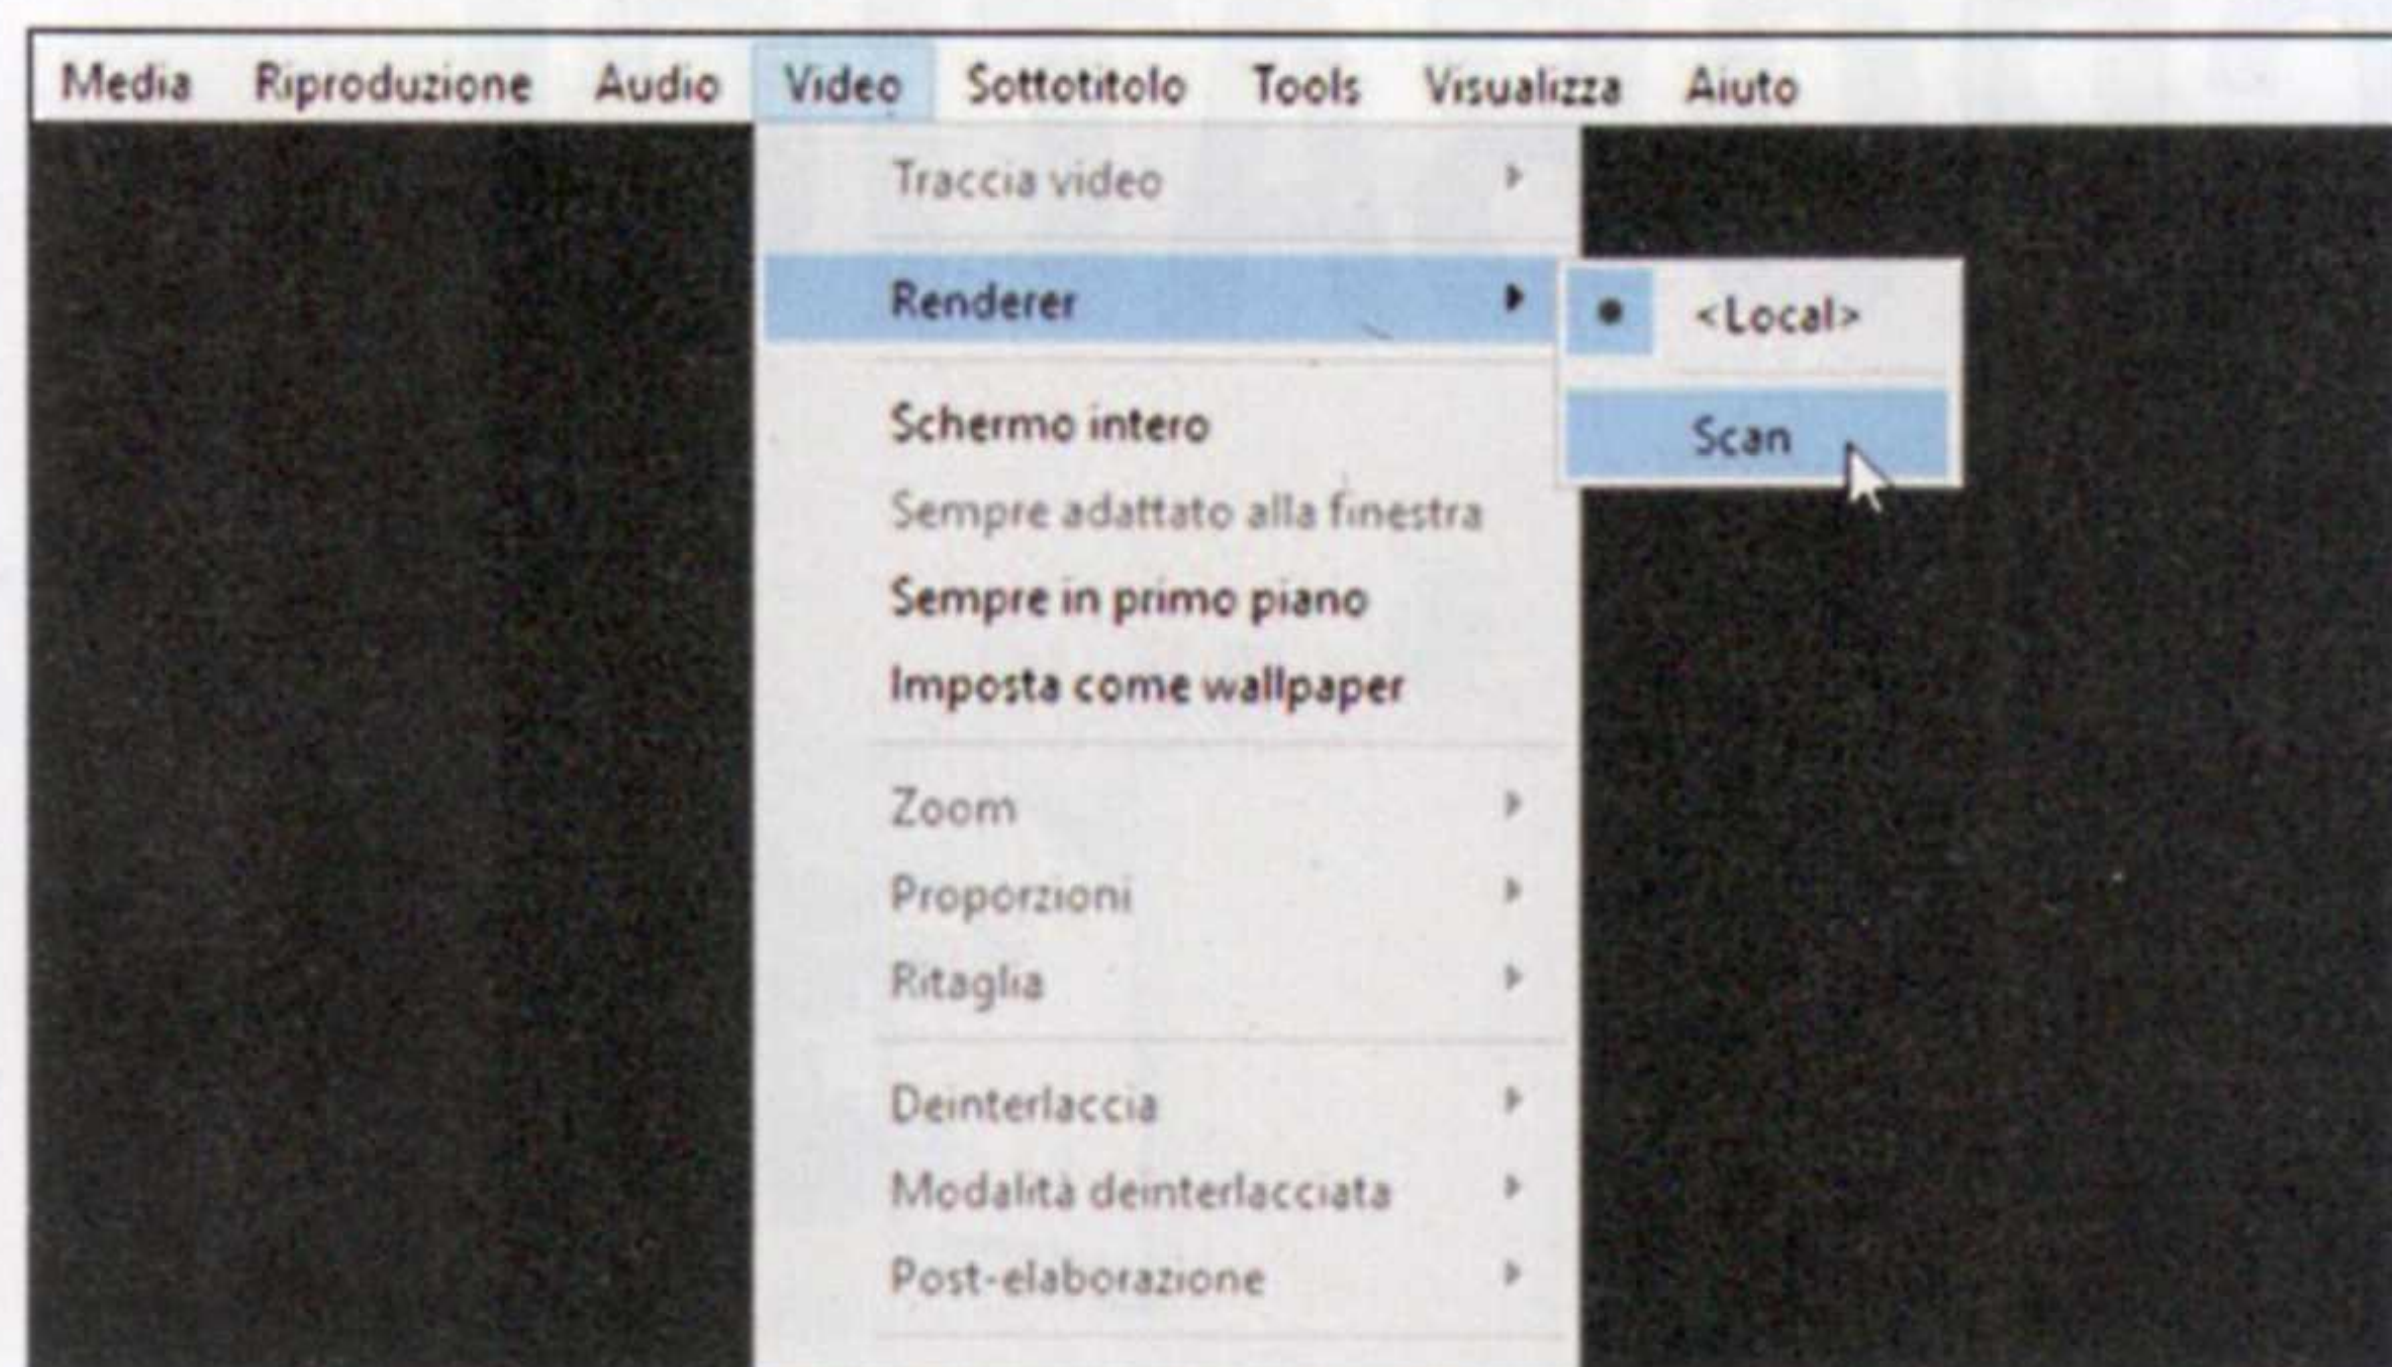 Media Riproduzione Audio Video Sottotitolo Tools Visualizza Aiuto
Traccia video
Renderer
<Local>
Scan
Schermo intero
Sempre adattato alla finestra
Sempre in primo piano
Imposta come wallpaper
Zoom
Proporzioni
Ritaglia
Deinterlaccia
Modalità deinterlacciata
Post-elaborazione